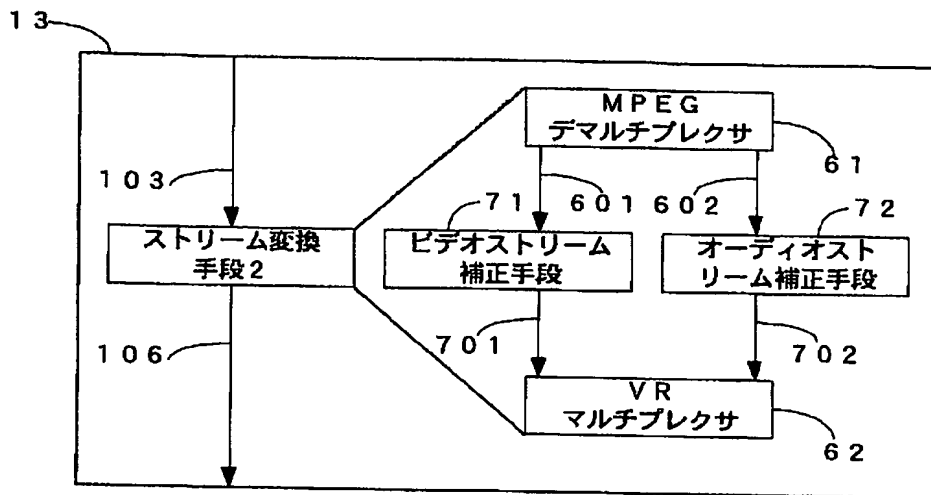 １３
ＭＰＥＧ
デマルチプレクサ
６１
１０３
６０１
６０２
７１
７２
ストリーム変換
手段２
ビデオストリーム
補正手段
オーディオスト
リーム補正手段
１０６
７０１
７０２
ＶＲ
マルチプレクサ
６２